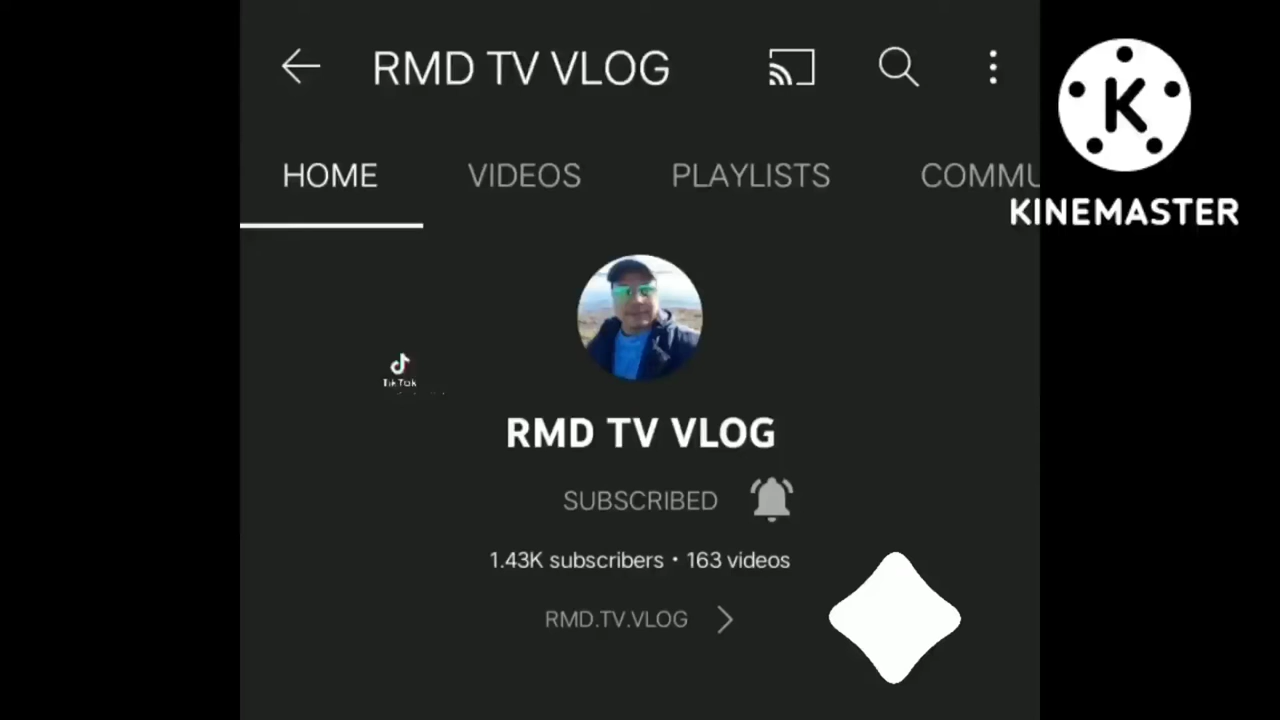 RMD TV VLOG
KINEMASTER
HOME VIDEOS PLAYLISTS COMMU
TikTok
RMD TV VLOG
SUBSCRIBED
1.43K subscribers • 163 videos
RMD.TV.VLOG